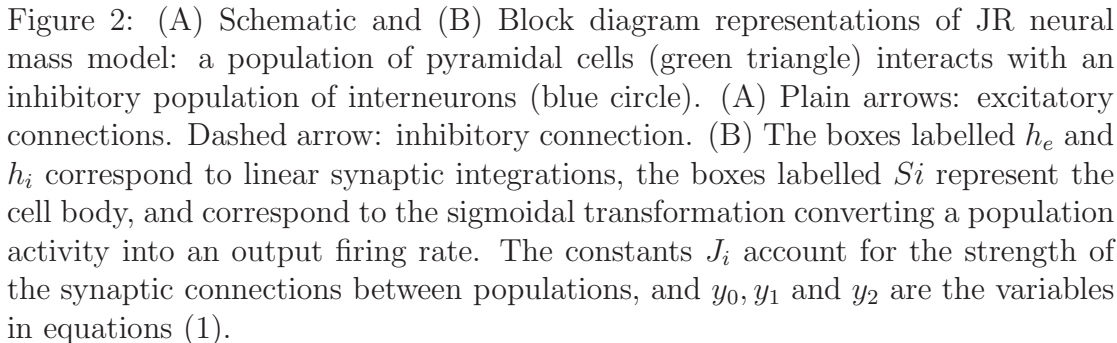 Figure 2: (A) Schematic and (B) Block diagram representations of JR neural
mass model: a population of pyramidal cells (green triangle) interacts with an
inhibitory population of interneurons (blue circle). (A) Plain arrows: excitatory
connections. Dashed arrow: inhibitory connection. (B) The boxes labelled $h_e$ and
$h_i$ correspond to linear synaptic integrations, the boxes labelled $Si$ represent the
cell body, and correspond to the sigmoidal transformation converting a population
activity into an output firing rate. The constants $J_i$ account for the strength of
the synaptic connections between populations, and $y_0, y_1$ and $y_2$ are the variables
in equations (1).